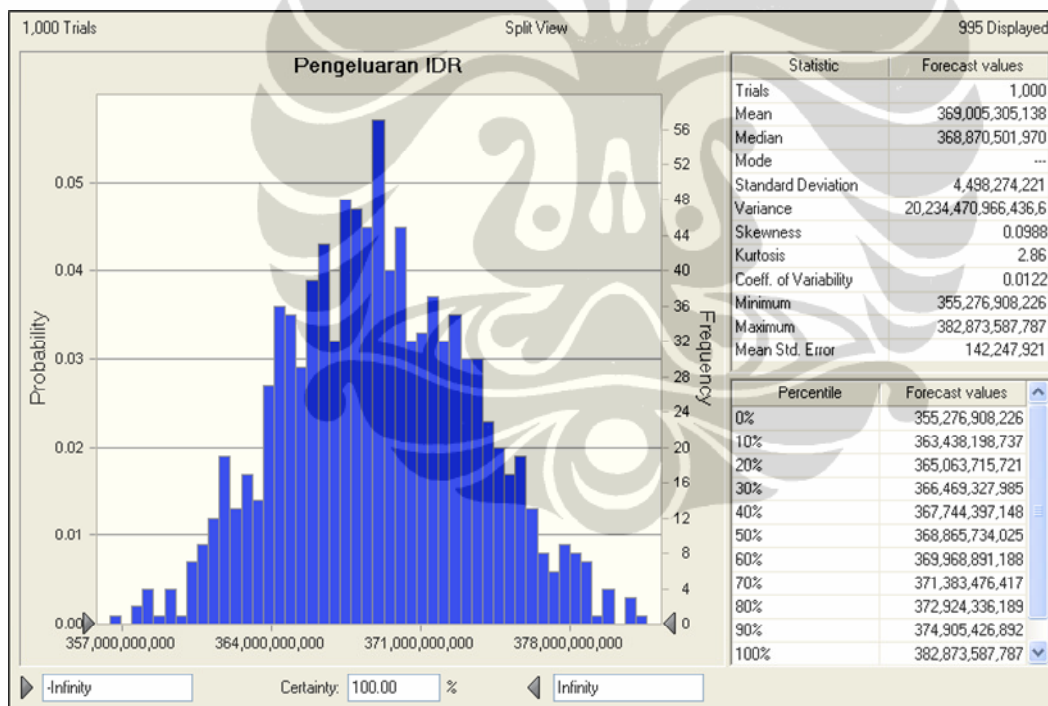 1,000 Trials Split View 995 Displayed
Pengeluaran IDR
Probability
0.05
0.04
0.03
0.02
0.01
0.00
56
52
48
44
40
36
32
28
24
20
16
12
8
4
0
Frequency
357,000,000,000 364,000,000,000 371,000,000,000 378,000,000,000
Statistic Forecast values
Trials 1,000
Mean 369,005,305,138
Median 368,870,501,970
Mode ---
Standard Deviation 4,498,274,221
Variance 20,234,470,966,436,6
Skewness 0.0988
Kurtosis 2.86
Coeff. of Variability 0.0122
Minimum 355,276,908,226
Maximum 382,873,587,787
Mean Std. Error 142,247,921
Percentile Forecast values
0% 355,276,908,226
10% 363,438,198,737
20% 365,063,715,721
30% 366,469,327,985
40% 367,744,397,148
50% 368,865,734,025
60% 369,968,891,188
70% 371,383,476,417
80% 372,924,336,189
90% 374,905,426,892
100% 382,873,587,787
-Infinity Certainty: 100.00 % Infinity